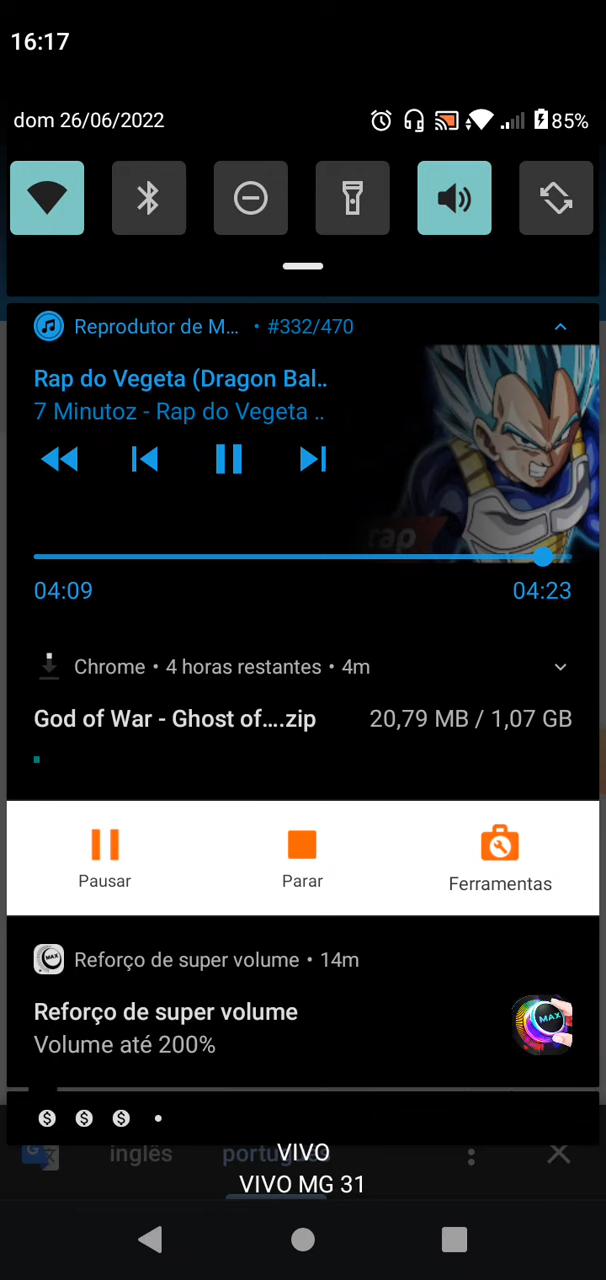 16:17
dom 26/06/2022
85%
Reprodutor de M... • #332/470
Rap do Vegeta (Dragon Bal..
7 Minutoz - Rap do Vegeta ..
rap
04:09
04:23
Chrome • 4 horas restantes • 4m
God of War - Ghost of....zip
20,79 MB / 1,07 GB
Pausar
Parar
Ferramentas
MAX
Reforço de super volume • 14m
Reforço de super volume
Volume até 200%
MAX
$ $ $ •
inglês
português
VIVO
VIVO MG 31